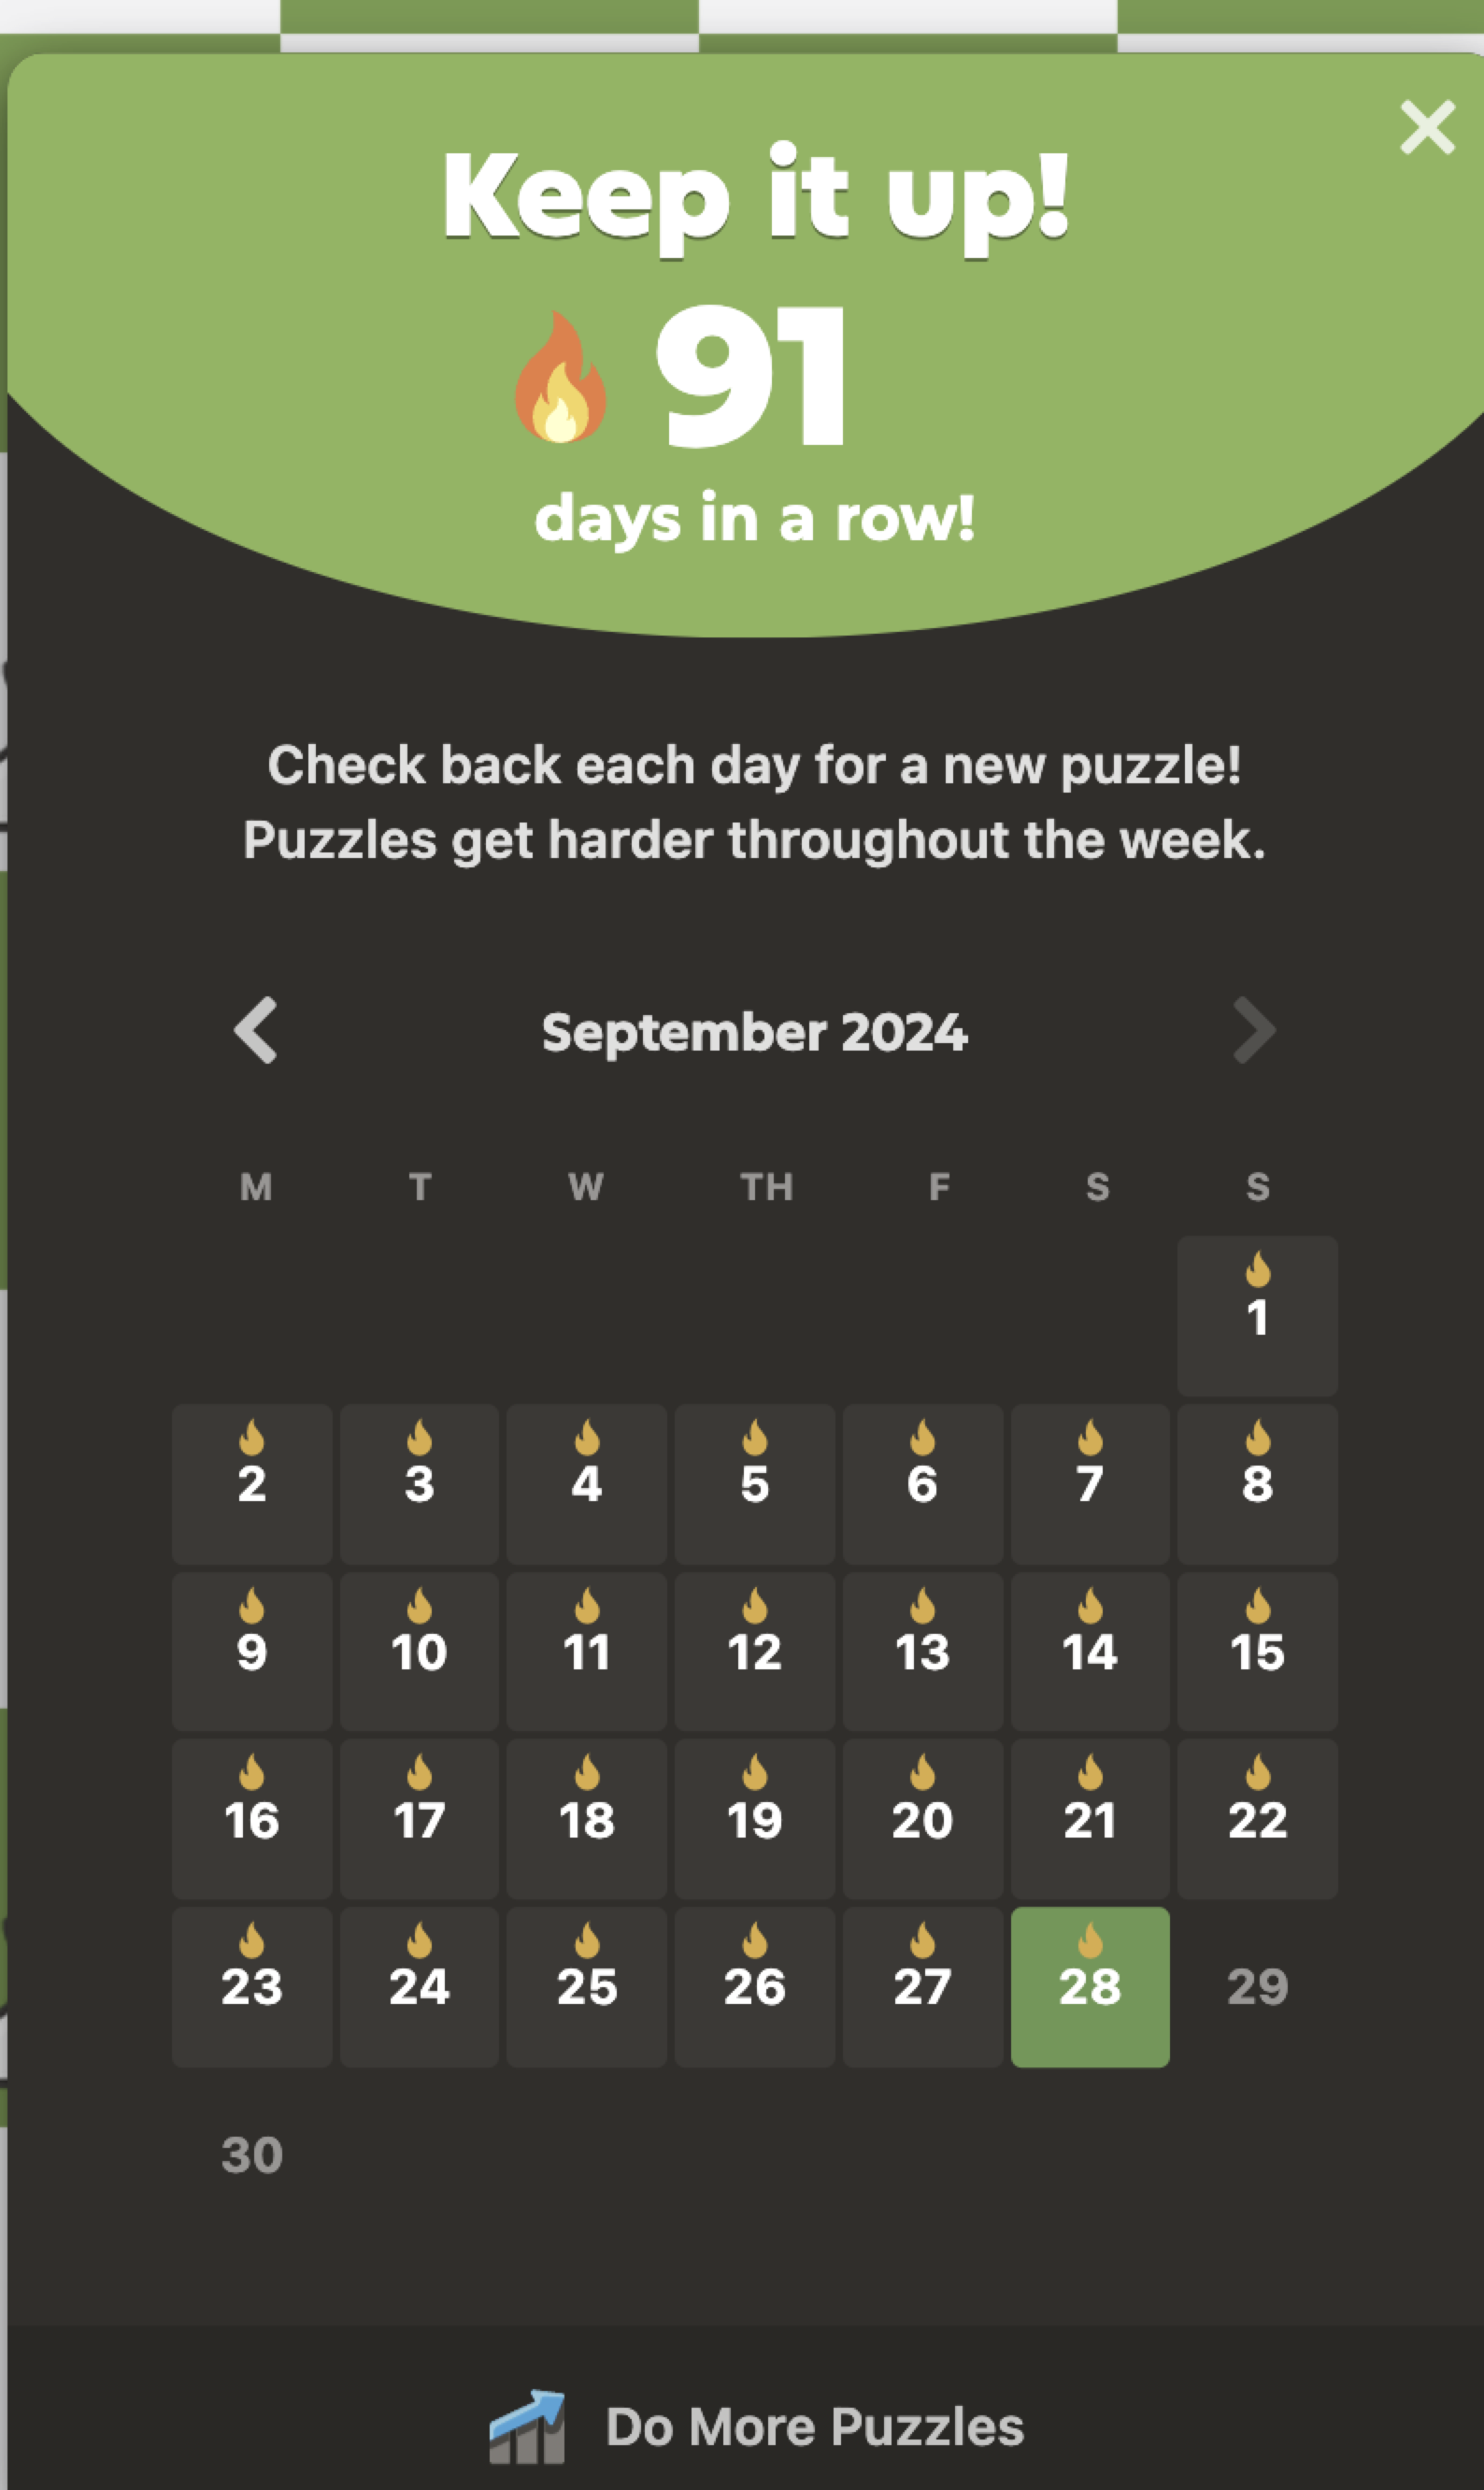 Keep it up!
91
days in a row!
Check back each day for a new puzzle!
Puzzles get harder throughout the week.
September 2024
M T W TH F S S
1
2 3 4 5 6 7 8
9 10 11 12 13 14 15
16 17 18 19 20 21 22
23 24 25 26 27 28 29
30
Do More Puzzles